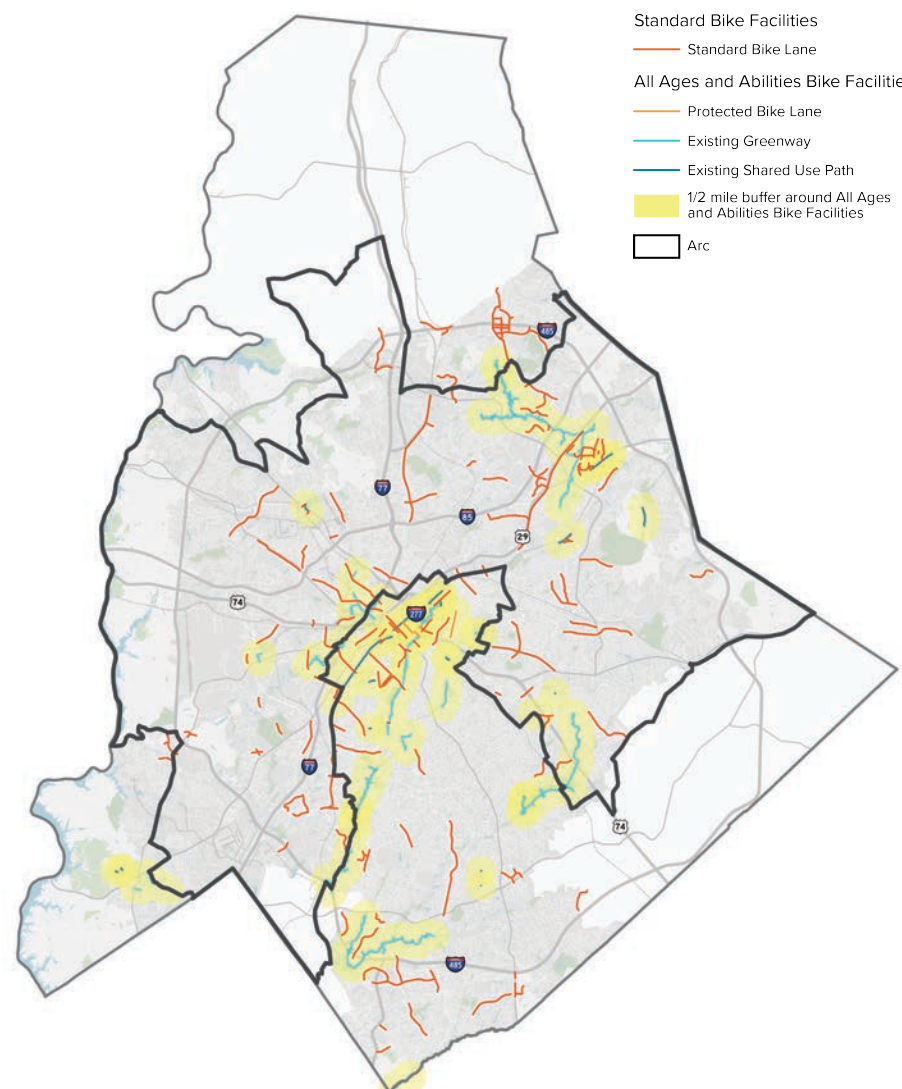 Standard Bike Facilities
Standard Bike Lane
All Ages and Abilities Bike Facilitie
Protected Bike Lane
Existing Greenway
Existing Shared Use Path
1/2 mile buffer around All Ages
and Abilities Bike Facilities
Arc
485
77
85
29
74
277
77
74
485